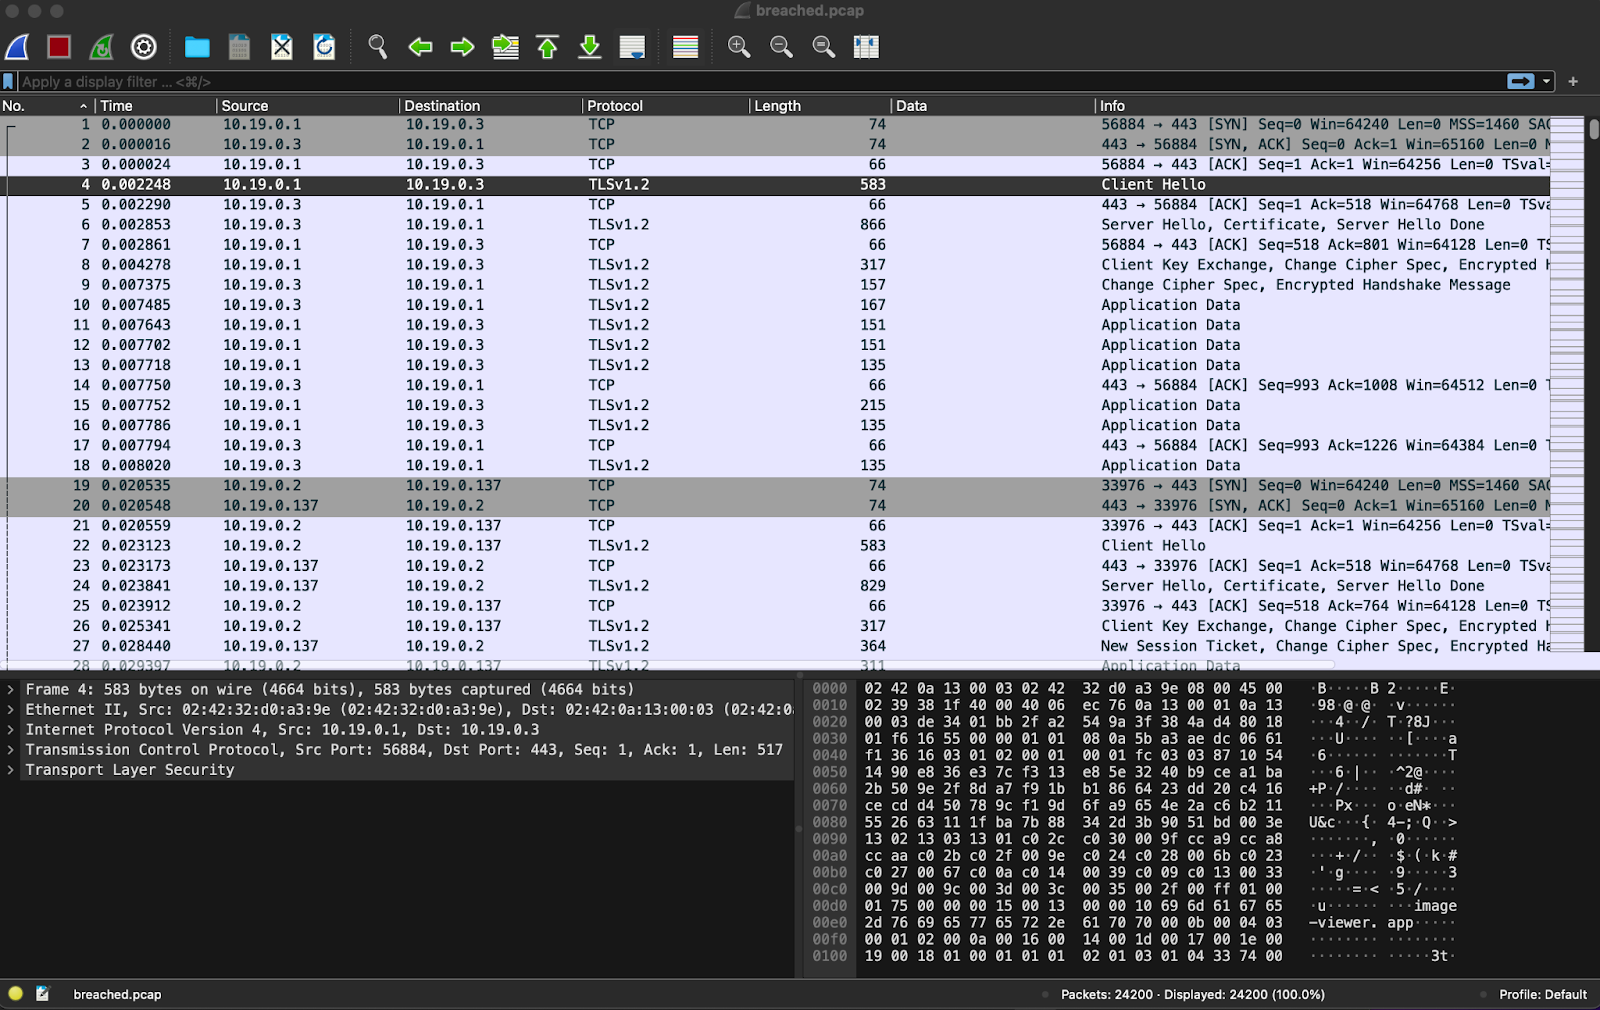 breached.pcap
Apply a display filter … <⌘/>
No. Time Source Destination Protocol Length Data Info
1 0.000000 10.19.0.1 10.19.0.3 TCP 74 56884 → 443 [SYN] Seq=0 Win=64240 Len=0 MSS=1460
2 0.000016 10.19.0.3 10.19.0.1 TCP 74 443 → 56884 [SYN, ACK] Seq=0 Ack=1 Win=65160 Len=0
3 0.000024 10.19.0.1 10.19.0.3 TCP 66 56884 → 443 [ACK] Seq=1 Ack=1 Win=64256 Len=0 TSval=
4 0.002248 10.19.0.1 10.19.0.3 TLSv1.2 583 Client Hello
5 0.002290 10.19.0.3 10.19.0.1 TCP 66 443 → 56884 [ACK] Seq=1 Ack=518 Win=64768 Len=0 TSva
6 0.002853 10.19.0.3 10.19.0.1 TLSv1.2 866 Server Hello, Certificate, Server Hello Done
7 0.002861 10.19.0.1 10.19.0.3 TCP 66 56884 → 443 [ACK] Seq=518 Ack=801 Win=64128 Len=0
8 0.004278 10.19.0.1 10.19.0.3 TLSv1.2 317 Client Key Exchange, Change Cipher Spec, Encrypted
9 0.007375 10.19.0.3 10.19.0.1 TLSv1.2 157 Change Cipher Spec, Encrypted Handshake Message
10 0.007485 10.19.0.3 10.19.0.1 TLSv1.2 167 Application Data
11 0.007643 10.19.0.1 10.19.0.3 TLSv1.2 151 Application Data
12 0.007702 10.19.0.1 10.19.0.3 TLSv1.2 151 Application Data
13 0.007718 10.19.0.1 10.19.0.3 TLSv1.2 135 Application Data
14 0.007750 10.19.0.3 10.19.0.1 TCP 66 443 → 56884 [ACK] Seq=993 Ack=1008 Win=64512 Len=0
15 0.007752 10.19.0.1 10.19.0.3 TLSv1.2 215 Application Data
16 0.007786 10.19.0.1 10.19.0.3 TLSv1.2 135 Application Data
17 0.007794 10.19.0.3 10.19.0.1 TCP 66 443 → 56884 [ACK] Seq=993 Ack=1226 Win=64384 Len=0
18 0.008020 10.19.0.3 10.19.0.1 TLSv1.2 135 Application Data
19 0.020535 10.19.0.2 10.19.0.137 TCP 74 33976 → 443 [SYN] Seq=0 Win=64240 Len=0 MSS=1460
20 0.020548 10.19.0.137 10.19.0.2 TCP 74 443 → 33976 [SYN, ACK] Seq=0 Ack=1 Win=65160 Len=0
21 0.020559 10.19.0.2 10.19.0.137 TCP 66 33976 → 443 [ACK] Seq=1 Ack=1 Win=64256 Len=0 TSval=
22 0.023123 10.19.0.2 10.19.0.137 TLSv1.2 583 Client Hello
23 0.023173 10.19.0.137 10.19.0.2 TCP 66 443 → 33976 [ACK] Seq=1 Ack=518 Win=64768 Len=0 TSva
24 0.023841 10.19.0.137 10.19.0.2 TLSv1.2 829 Server Hello, Certificate, Server Hello Done
25 0.023912 10.19.0.2 10.19.0.137 TCP 66 33976 → 443 [ACK] Seq=518 Ack=764 Win=64128 Len=0
26 0.025341 10.19.0.2 10.19.0.137 TLSv1.2 317 Client Key Exchange, Change Cipher Spec, Encrypted
27 0.028440 10.19.0.137 10.19.0.2 TLSv1.2 364 New Session Ticket, Change Cipher Spec, Encrypted Ha
28 0.029397 10.19.0.2 10.19.0.137 TLSv1.2 311 Application Data
Frame 4: 583 bytes on wire (4664 bits), 583 bytes captured (4664 bits)
Ethernet II, Src: 02:42:32:d0:a3:9e (02:42:32:d0:a3:9e), Dst: 02:42:0a:13:00:03 (02:42:0a
Internet Protocol Version 4, Src: 10.19.0.1, Dst: 10.19.0.3
Transmission Control Protocol, Src Port: 56884, Dst Port: 443, Seq: 1, Ack: 1, Len: 517
Transport Layer Security
0000 02 42 0a 13 00 03 02 42 32 d0 a3 9e 08 00 45 00 ·B·····B 2·····E·
0010 02 39 38 1f 40 00 40 06 ec 76 0a 13 00 01 0a 13 ·98·@·@· ·v······
0020 00 03 de 34 01 bb 2f a2 54 9a 3f 38 4a d4 80 18 ···4··/· T·?8J···
0030 01 f6 16 55 00 00 01 01 08 0a 5b a3 ae dc 06 61 ···U···· ··[····a
0040 f1 36 16 03 01 02 00 01 00 01 fc 03 03 87 10 54 ·6······ ·······T
0050 14 90 e8 36 e3 7c f3 13 e8 5e 32 40 b9 ce a1 ba ···6·|·· ·^2@····
0060 2b 50 9e 2f 8d a7 f9 1b b1 86 64 23 dd 20 c4 16 +P·/···· ··d#· ··
0070 ce cd d4 50 78 9c f1 9d 6f a9 65 4e 2a c6 b2 11 ···Px··· o·eN*···
0080 55 26 63 11 1f ba 7b 88 34 2d 3b 90 51 bd 00 3e U&c···{· 4-;·Q··>
0090 13 02 13 03 13 01 c0 2c c0 30 00 9f cc a9 cc a8 ·······, ·0······
00a0 cc aa c0 2b c0 2f 00 9e c0 24 c0 28 00 6b c0 23 ···+·/·· ·$·(·k·#
00b0 c0 27 00 67 c0 0a c0 14 00 39 c0 09 c0 13 00 33 ·'·g···· ·9·····3
00c0 00 9d 00 9c 00 3d 00 3c 00 35 00 2f 00 ff 01 00 ·····=·< ·5·/····
00d0 01 75 00 00 00 15 00 13 00 00 10 69 6d 61 67 65 ·u······ ···image
00e0 2d 76 69 65 77 65 72 2e 61 70 70 00 0b 00 04 03 -viewer. app·····
00f0 00 01 02 00 0a 00 16 00 14 00 1d 00 17 00 1e 00 ········ ········
0100 19 00 18 01 00 01 01 01 02 01 03 01 04 33 74 00 ········ ·····3t·
breached.pcap
Packets: 24200 · Displayed: 24200 (100.0%)
Profile: Default